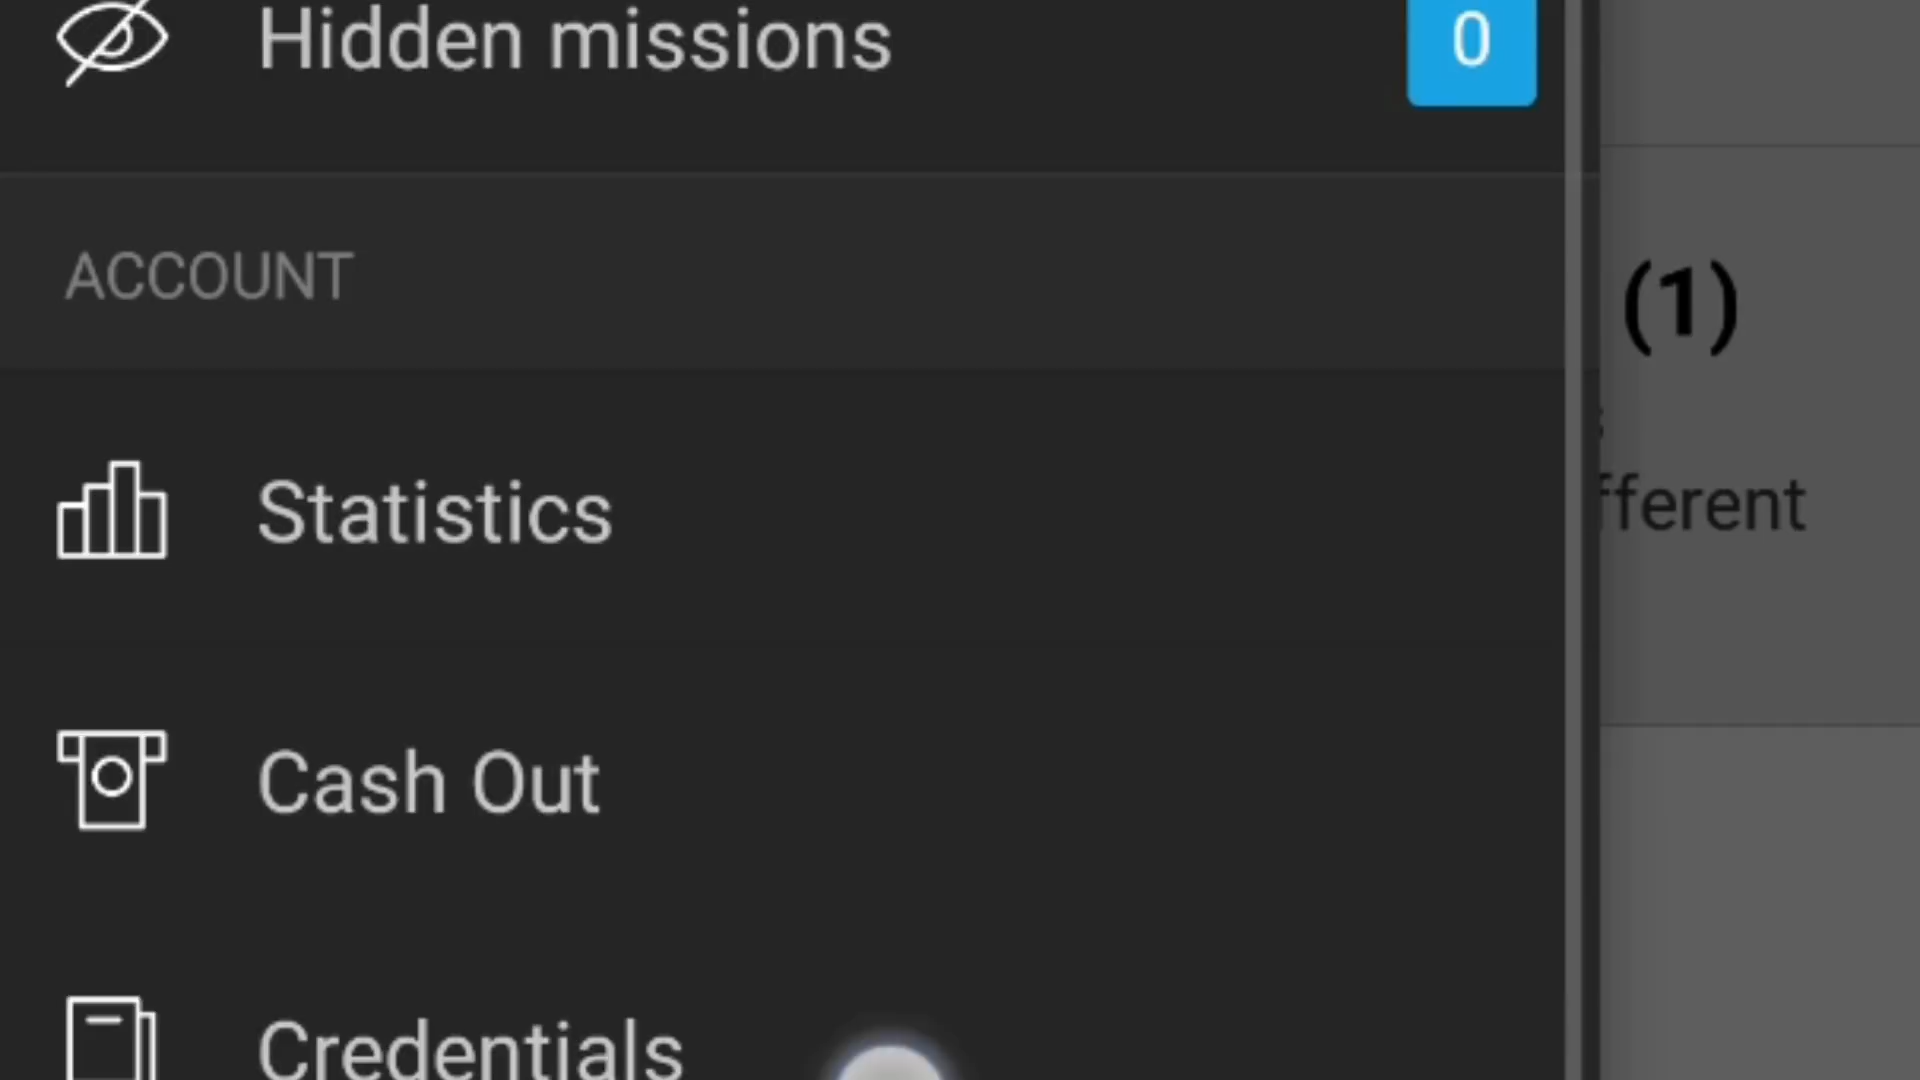 Hidden missions 0
ACCOUNT
(1)
Statistics
fferent
Cash Out
Credentials